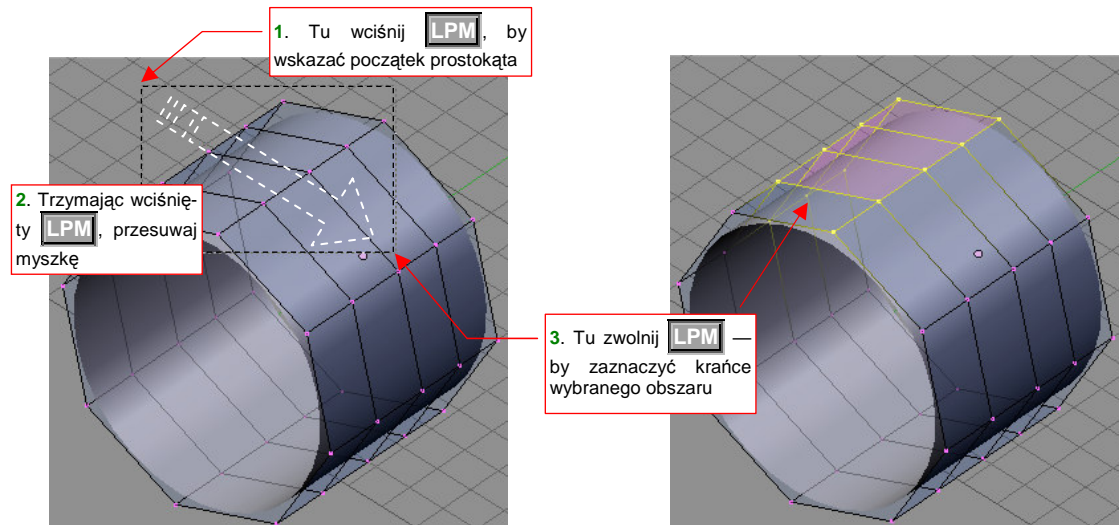 1. Tu wciśnij LPM, by
wskazać początek prostokąta
2. Trzymając wciśnię-
ty LPM, przesuwaj
myszkę
3. Tu zwolnij LPM —
by zaznaczyć krańce
wybranego obszaru